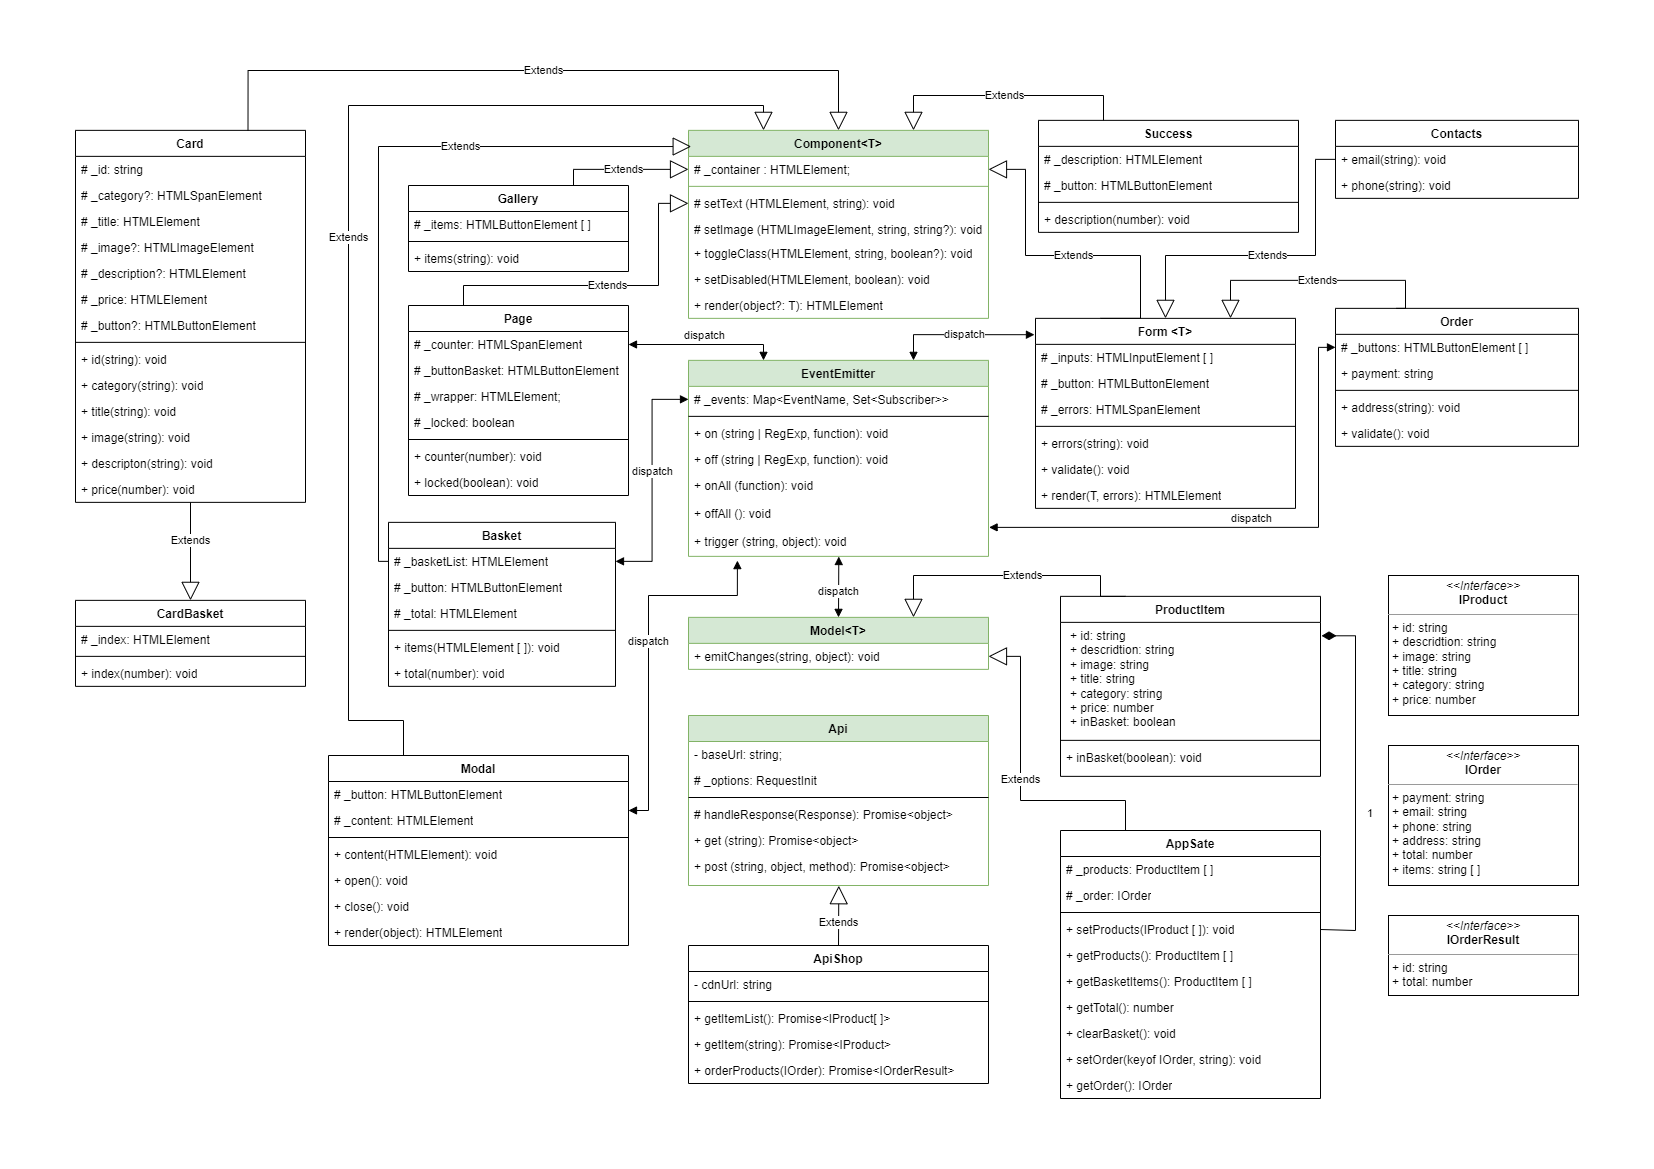 Extends
Extends
Card
# _id: string
# _category?: HTMLSpanElement
# _title: HTMLElement
# _image?: HTMLImageElement
# _description?: HTMLElement
# _price: HTMLElement
# _button?: HTMLButtonElement
+ id(string): void
+ category(string): void
+ title(string): void
+ image(string): void
+ descripton(string): void
+ price(number): void
Extends
CardBasket
# _index: HTMLElement
+ index(number): void
Extends
Extends
Extends
Gallery
# _items: HTMLButtonElement [ ]
+ items(string): void
Extends
Page
# _counter: HTMLSpanElement
# _buttonBasket: HTMLButtonElement
# _wrapper: HTMLElement;
# _locked: boolean
+ counter(number): void
+ locked(boolean): void
dispatch
dispatch
Basket
# _basketList: HTMLElement
# _button: HTMLButtonElement
# _total: HTMLElement
+ items(HTMLElement [ ]): void
+ total(number): void
dispatch
Modal
# _button: HTMLButtonElement
# _content: HTMLElement
+ content(HTMLElement): void
+ open(): void
+ close(): void
+ render(object): HTMLElement
Component<T>
# _container : HTMLElement;
# setText (HTMLElement, string): void
# setImage (HTMLImageElement, string, string?): void
+ toggleClass(HTMLElement, string, boolean?): void
+ setDisabled(HTMLElement, boolean): void
+ render(object?: T): HTMLElement
EventEmitter
# _events: Map<EventName, Set<Subscriber>>
+ on (string | RegExp, function): void
+ off (string | RegExp, function): void
+ onAll (function): void
+ offAll (): void
+ trigger (string, object): void
dispatch
Model<T>
+ emitChanges(string, object): void
Api
- baseUrl: string;
# _options: RequestInit
# handleResponse(Response): Promise<object>
+ get (string): Promise<object>
+ post (string, object, method): Promise<object>
Extends
ApiShop
- cdnUrl: string
+ getItemList(): Promise<IProduct[ ]>
+ getItem(string): Promise<IProduct>
+ orderProducts(IOrder): Promise<IOrderResult>
Success
# _description: HTMLElement
# _button: HTMLButtonElement
+ description(number): void
Contacts
+ email(string): void
+ phone(string): void
Extends
Extends
Extends
dispatch
Form <T>
# _inputs: HTMLInputElement [ ]
# _button: HTMLButtonElement
# _errors: HTMLSpanElement
+ errors(string): void
+ validate(): void
+ render(T, errors): HTMLElement
Order
# _buttons: HTMLButtonElement [ ]
+ payment: string
+ address(string): void
+ validate(): void
dispatch
Extends
ProductItem
+ id: string
+ descridtion: string
+ image: string
+ title: string
+ category: string
+ price: number
+ inBasket: boolean
+ inBasket(boolean): void
Extends
1
AppSate
# _products: ProductItem [ ]
# _order: IOrder
+ setProducts(IProduct [ ]): void
+ getProducts(): ProductItem [ ]
+ getBasketItems(): ProductItem [ ]
+ getTotal(): number
+ clearBasket(): void
+ setOrder(keyof IOrder, string): void
+ getOrder(): IOrder
<<Interface>>
IProduct
+ id: string
+ descridtion: string
+ image: string
+ title: string
+ category: string
+ price: number
<<Interface>>
IOrder
+ payment: string
+ email: string
+ phone: string
+ address: string
+ total: number
+ items: string [ ]
<<Interface>>
IOrderResult
+ id: string
+ total: number